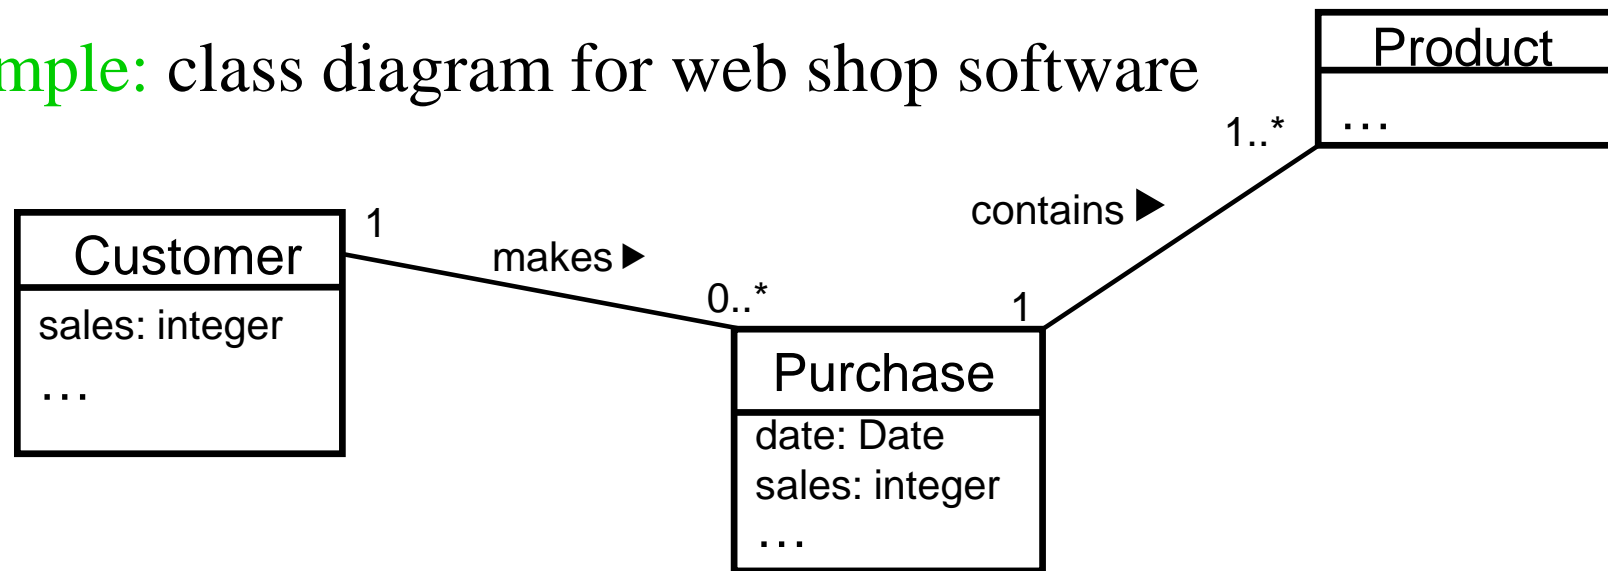 mple: class diagram for web shop software
Product
…
1..*
contains ▶
Customer
sales: integer
…
1
makes ▶
0..*
1
Purchase
date: Date
sales: integer
…